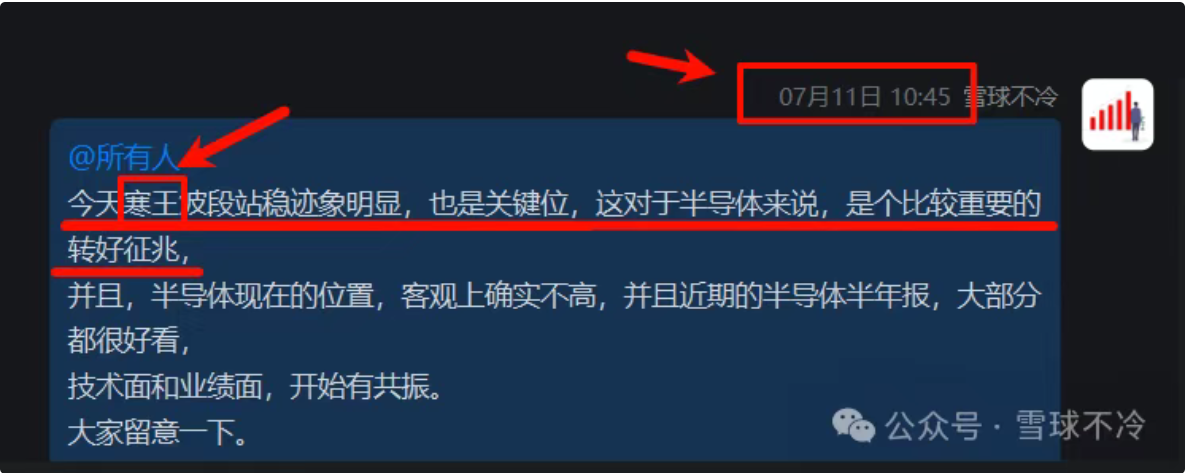 07月11日 10:45 雪球不冷
@所有人
今天寒王波段站稳迹象明显，也是关键位，这对于半导体来说，是个比较重要的
转好征兆，
并且，半导体现在的位置，客观上确实不高，并且近期的半导体半年报，大部分
都很好看，
技术面和业绩面，开始有共振。
大家留意一下。
公众号 · 雪球不冷